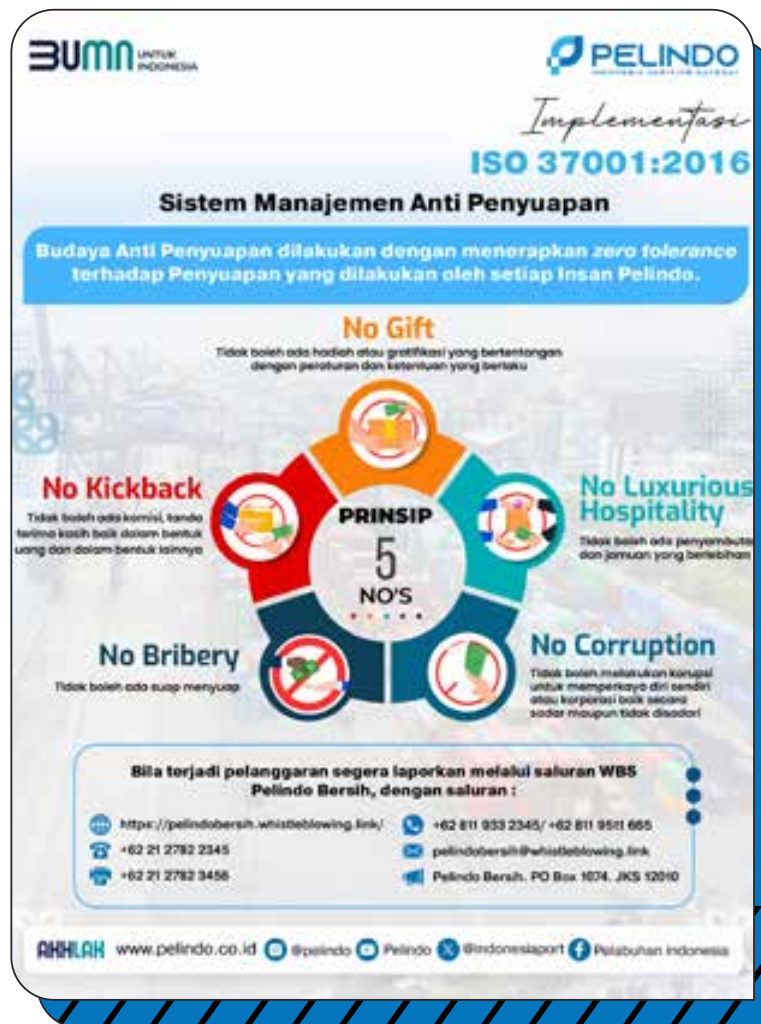 BUMN UNTUK
INDONESIA
PELINDO
Implementasi
ISO 37001:2016
Sistem Manajemen Anti Penyuapan
Budaya Anti Penyuapan dilakukan dengan menerapkan zero tolerance
terhadap Penyuapan yang dilakukan oleh setiap Insan Pelindo.
No Gift
Tidak boleh ada hadiah atau gratifikasi yang bertentangan
dengan peraturan dan ketentuan yang berlaku
No Kickback
Tidak boleh ada komisi, tanda
terima kasih baik dalam bentuk
uang dan dalam bentuk lainnya
No Luxurious
Hospitality
Tidak boleh ada penyambuta
dan jamuan yang berlebihan
PRINSIP
5
NO'S
No Bribery
Tidak boleh ada suap menyuap
No Corruption
Tidak boleh melakukan korupsi
untuk memperkaya diri sendiri
atau korporasi baik secara
sadar maupun tidak disadari
Bila terjadi pelanggaran segera laporkan melalui saluran WBS
Pelindo Bersih, dengan saluran :
https://pelindobersih.whistleblowing.link/
+62 21 2782 2345
+62 21 2782 3456
+62 811 933 2345/ +62 811 9511 665
pelindobersih@whistleblowing.link
Pelindo Bersih. PO Box 1074. JKS 12010
AKHLAK www.pelindo.co.id @pelindo Pelindo @indonesiaport Pelabuhan Indonesia